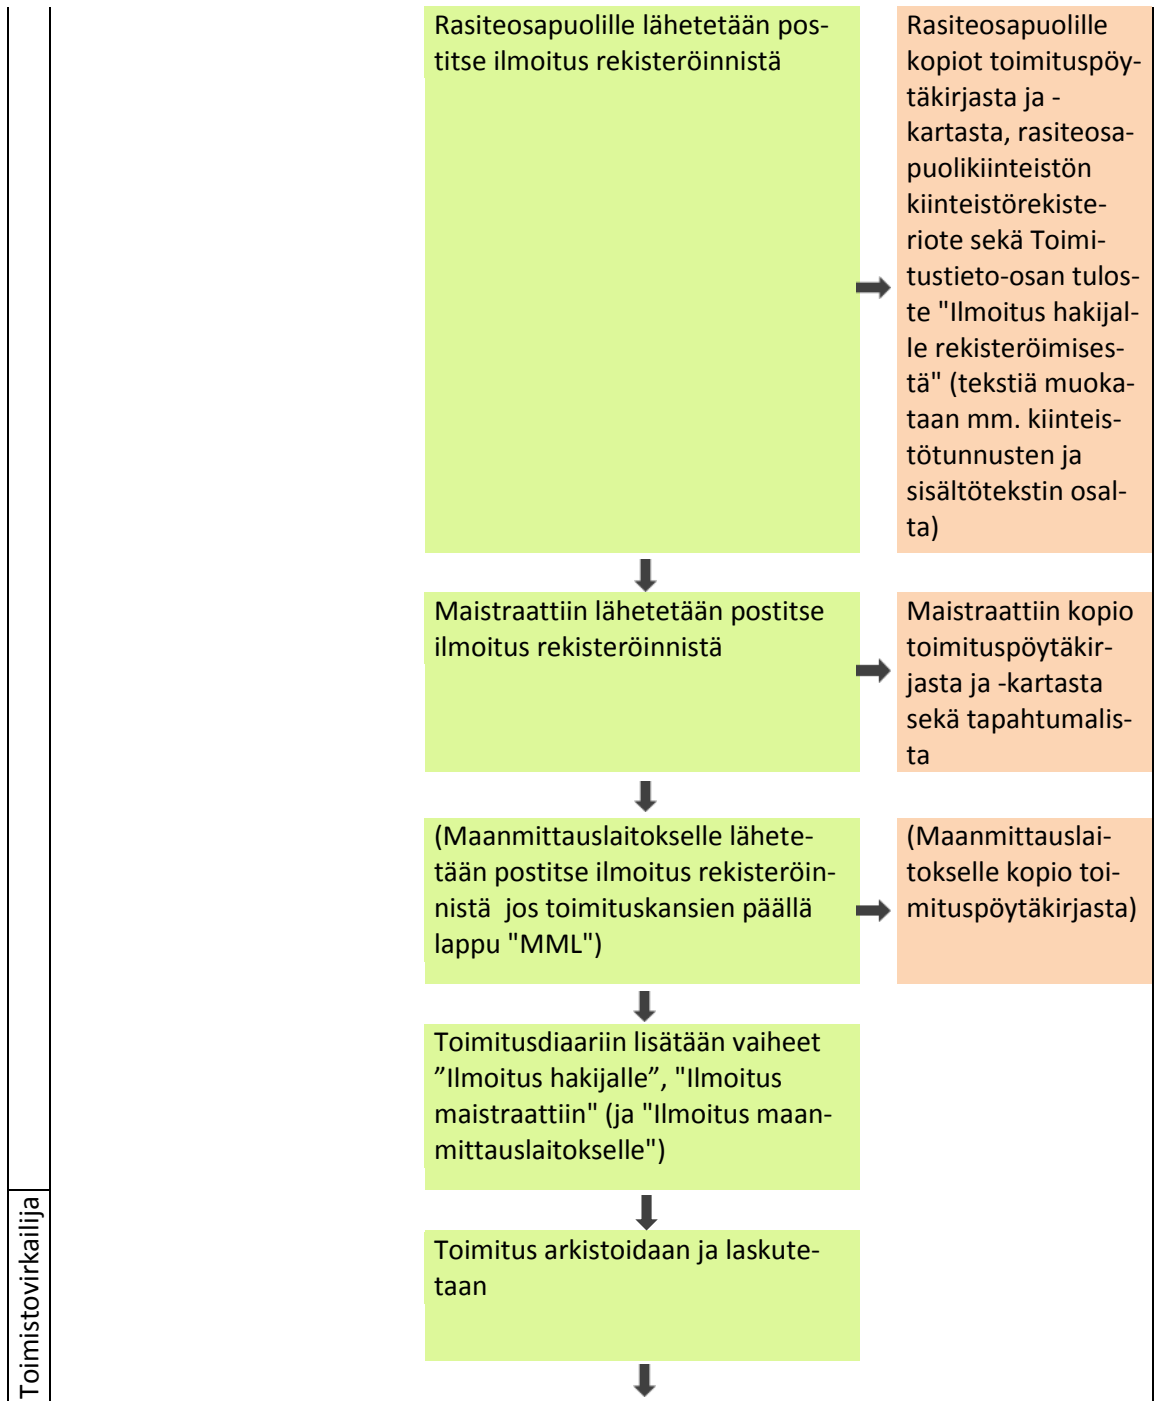 Rasiteosapuolille lähetetään pos-
titse ilmoitus rekisteröinnistä
Rasiteosapuolille
kopiot toimituspöy-
täkirjasta ja -
kartasta, rasiteosa-
puolikiinteistön
kiinteistörekiste-
riote sekä Toimi-
tustieto-osan tulos-
te "Ilmoitus hakijal-
le rekisteröimises-
tä" (tekstiä muoka-
taan mm. kiinteis-
tötunnusten ja
sisältötekstin osal-
ta)
Maistraattiin lähetetään postitse
ilmoitus rekisteröinnistä
Maistraattiin kopio
toimituspöytäkir-
jasta ja -kartasta
sekä tapahtumalis-
ta
(Maanmittauslaitokselle lähete-
tään postitse ilmoitus rekisteröin-
nistä  jos toimituskansien päällä
lappu "MML")
(Maanmittauslai-
tokselle kopio toi-
mituspöytäkirjasta)
Toimitusdiaariin lisätään vaiheet
”Ilmoitus hakijalle”, "Ilmoitus
maistraattiin" (ja "Ilmoitus maan-
mittauslaitokselle")
Toimistovirkailija
Toimitus arkistoidaan ja laskute-
taan